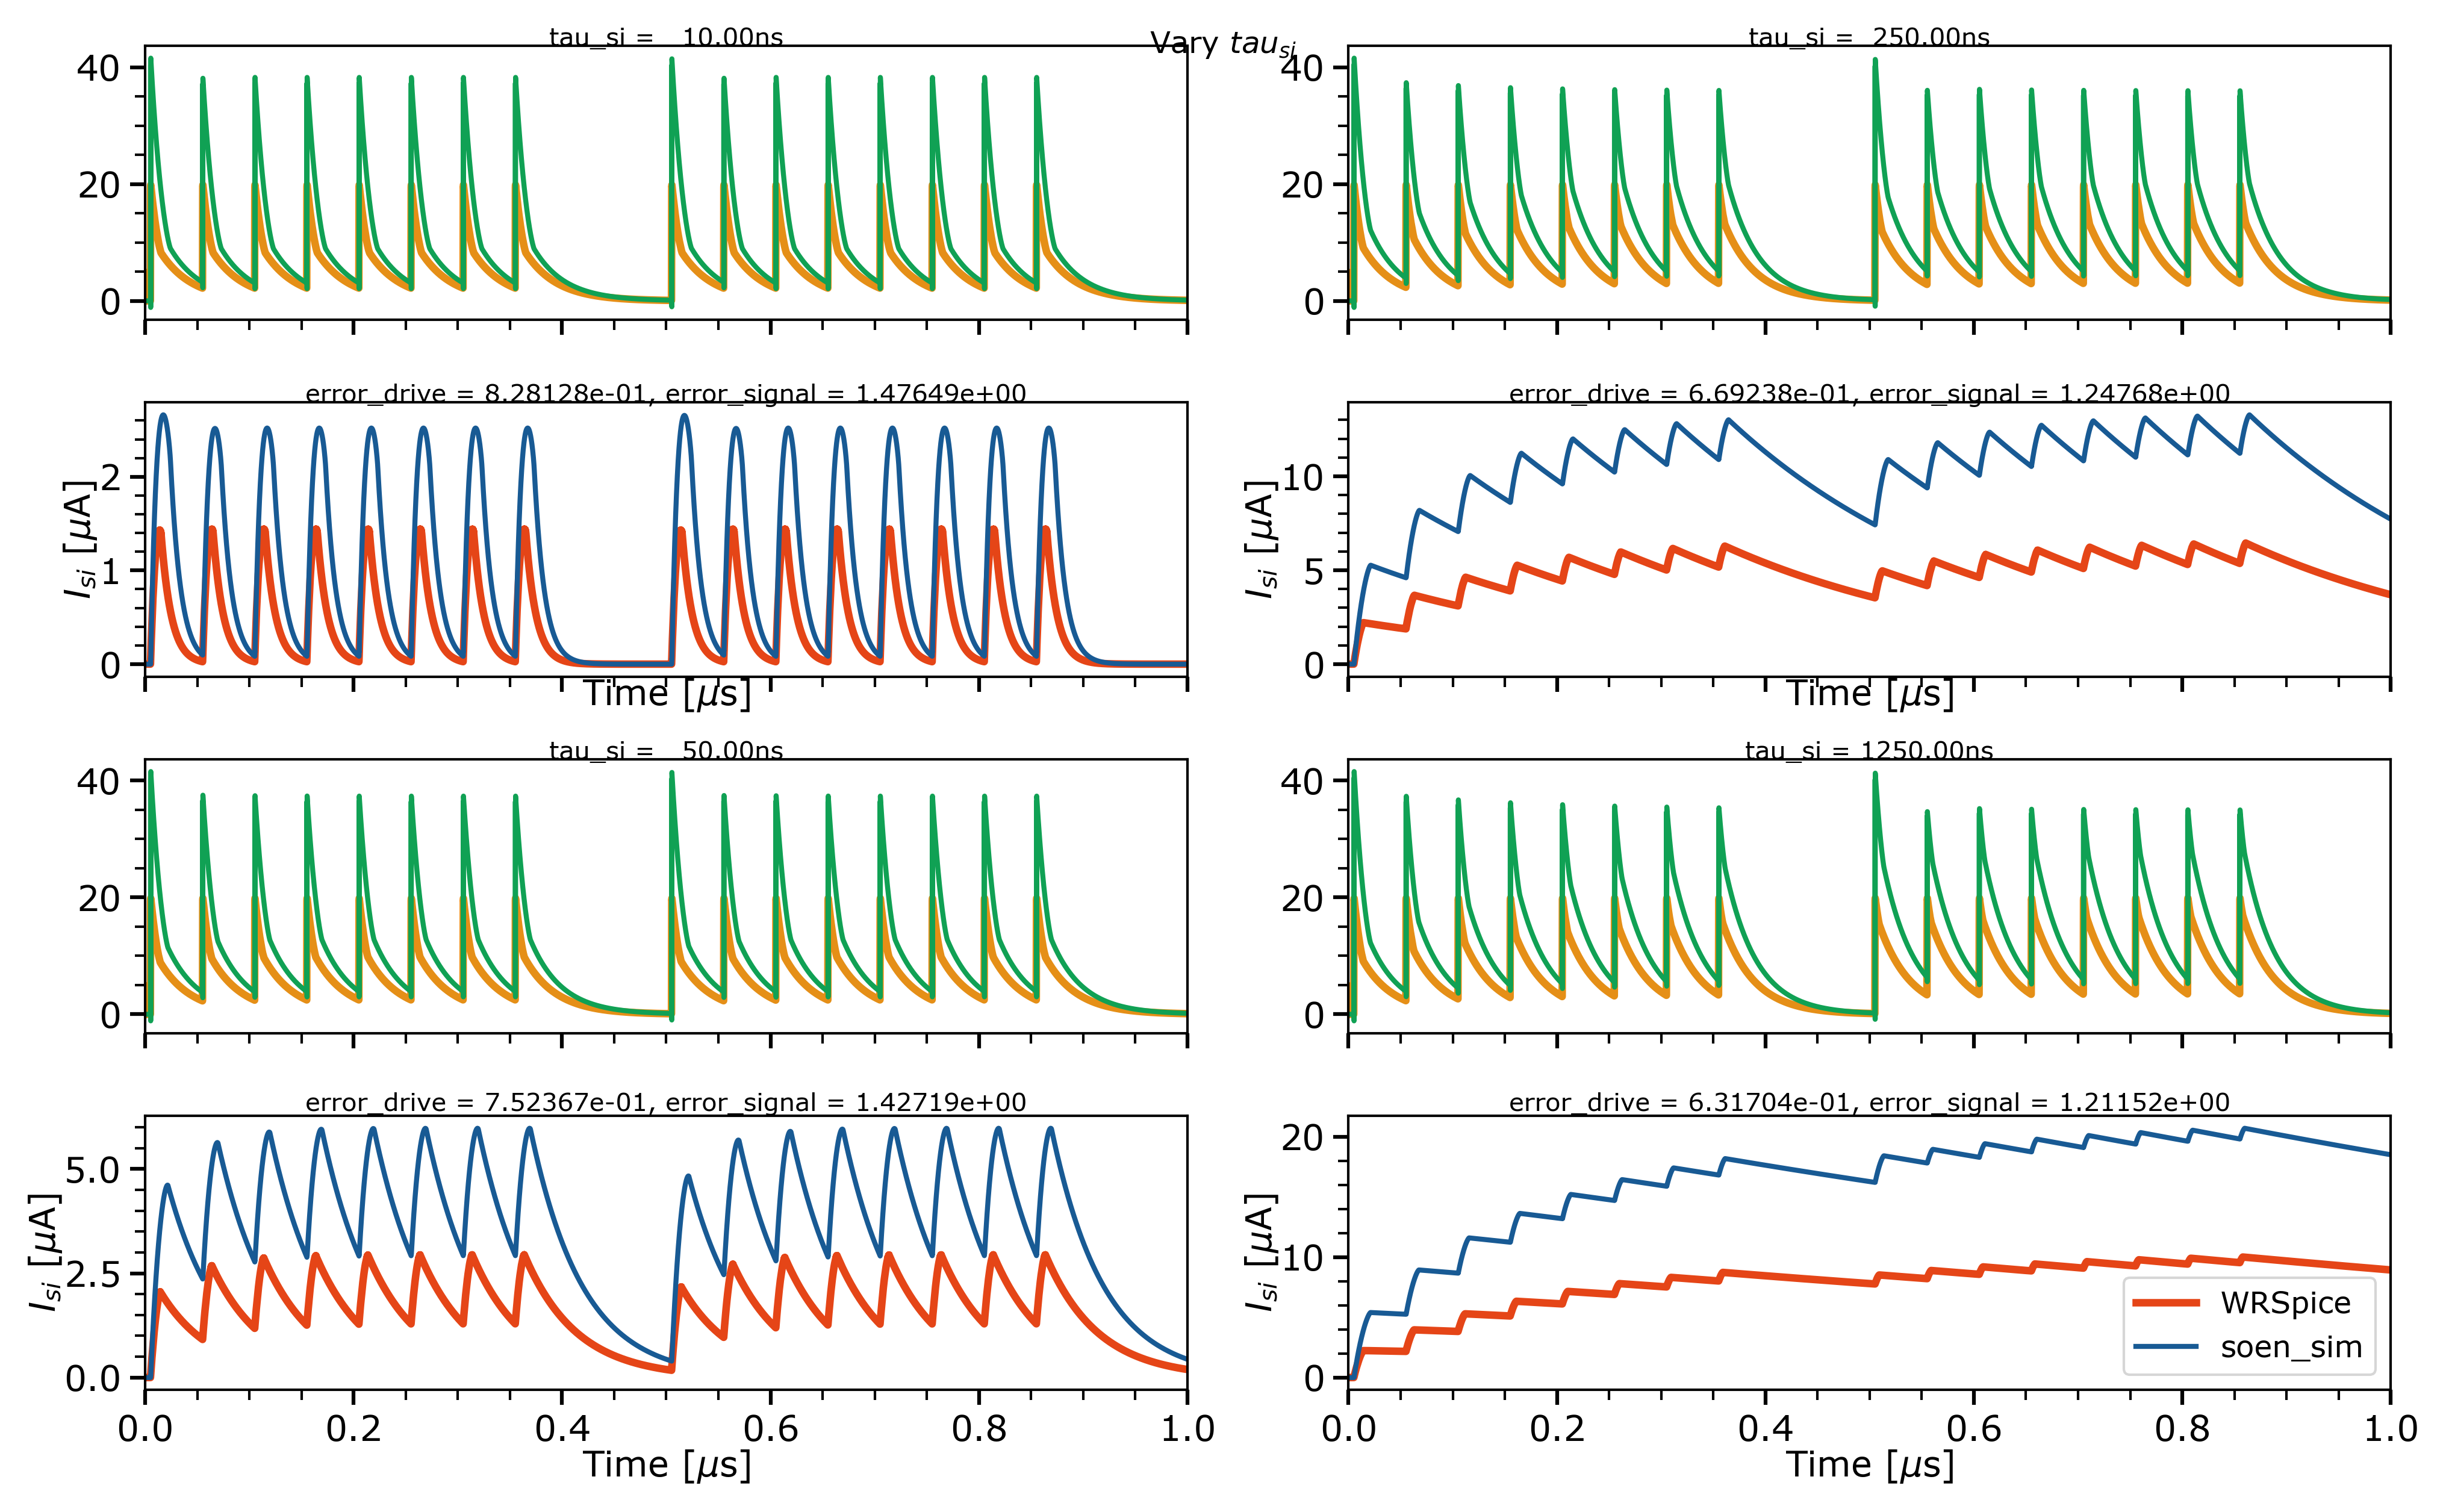 Vary tau_si
tau_si =   10.00ns
40
20
0
tau_si =  250.00ns
40
20
0
error_drive = 8.28128e-01, error_signal = 1.47649e+00
I_si [μA]
2
1
0
Time [μs]
error_drive = 6.69238e-01, error_signal = 1.24768e+00
I_si [μA]
10
5
0
Time [μs]
tau_si =   50.00ns
40
20
0
tau_si = 1250.00ns
40
20
0
error_drive = 7.52367e-01, error_signal = 1.42719e+00
I_si [μA]
5.0
2.5
0.0
0.0 0.2 0.4 0.6 0.8 1.0
Time [μs]
error_drive = 6.31704e-01, error_signal = 1.21152e+00
I_si [μA]
20
10
0
WRSpice
soen_sim
0.0 0.2 0.4 0.6 0.8 1.0
Time [μs]